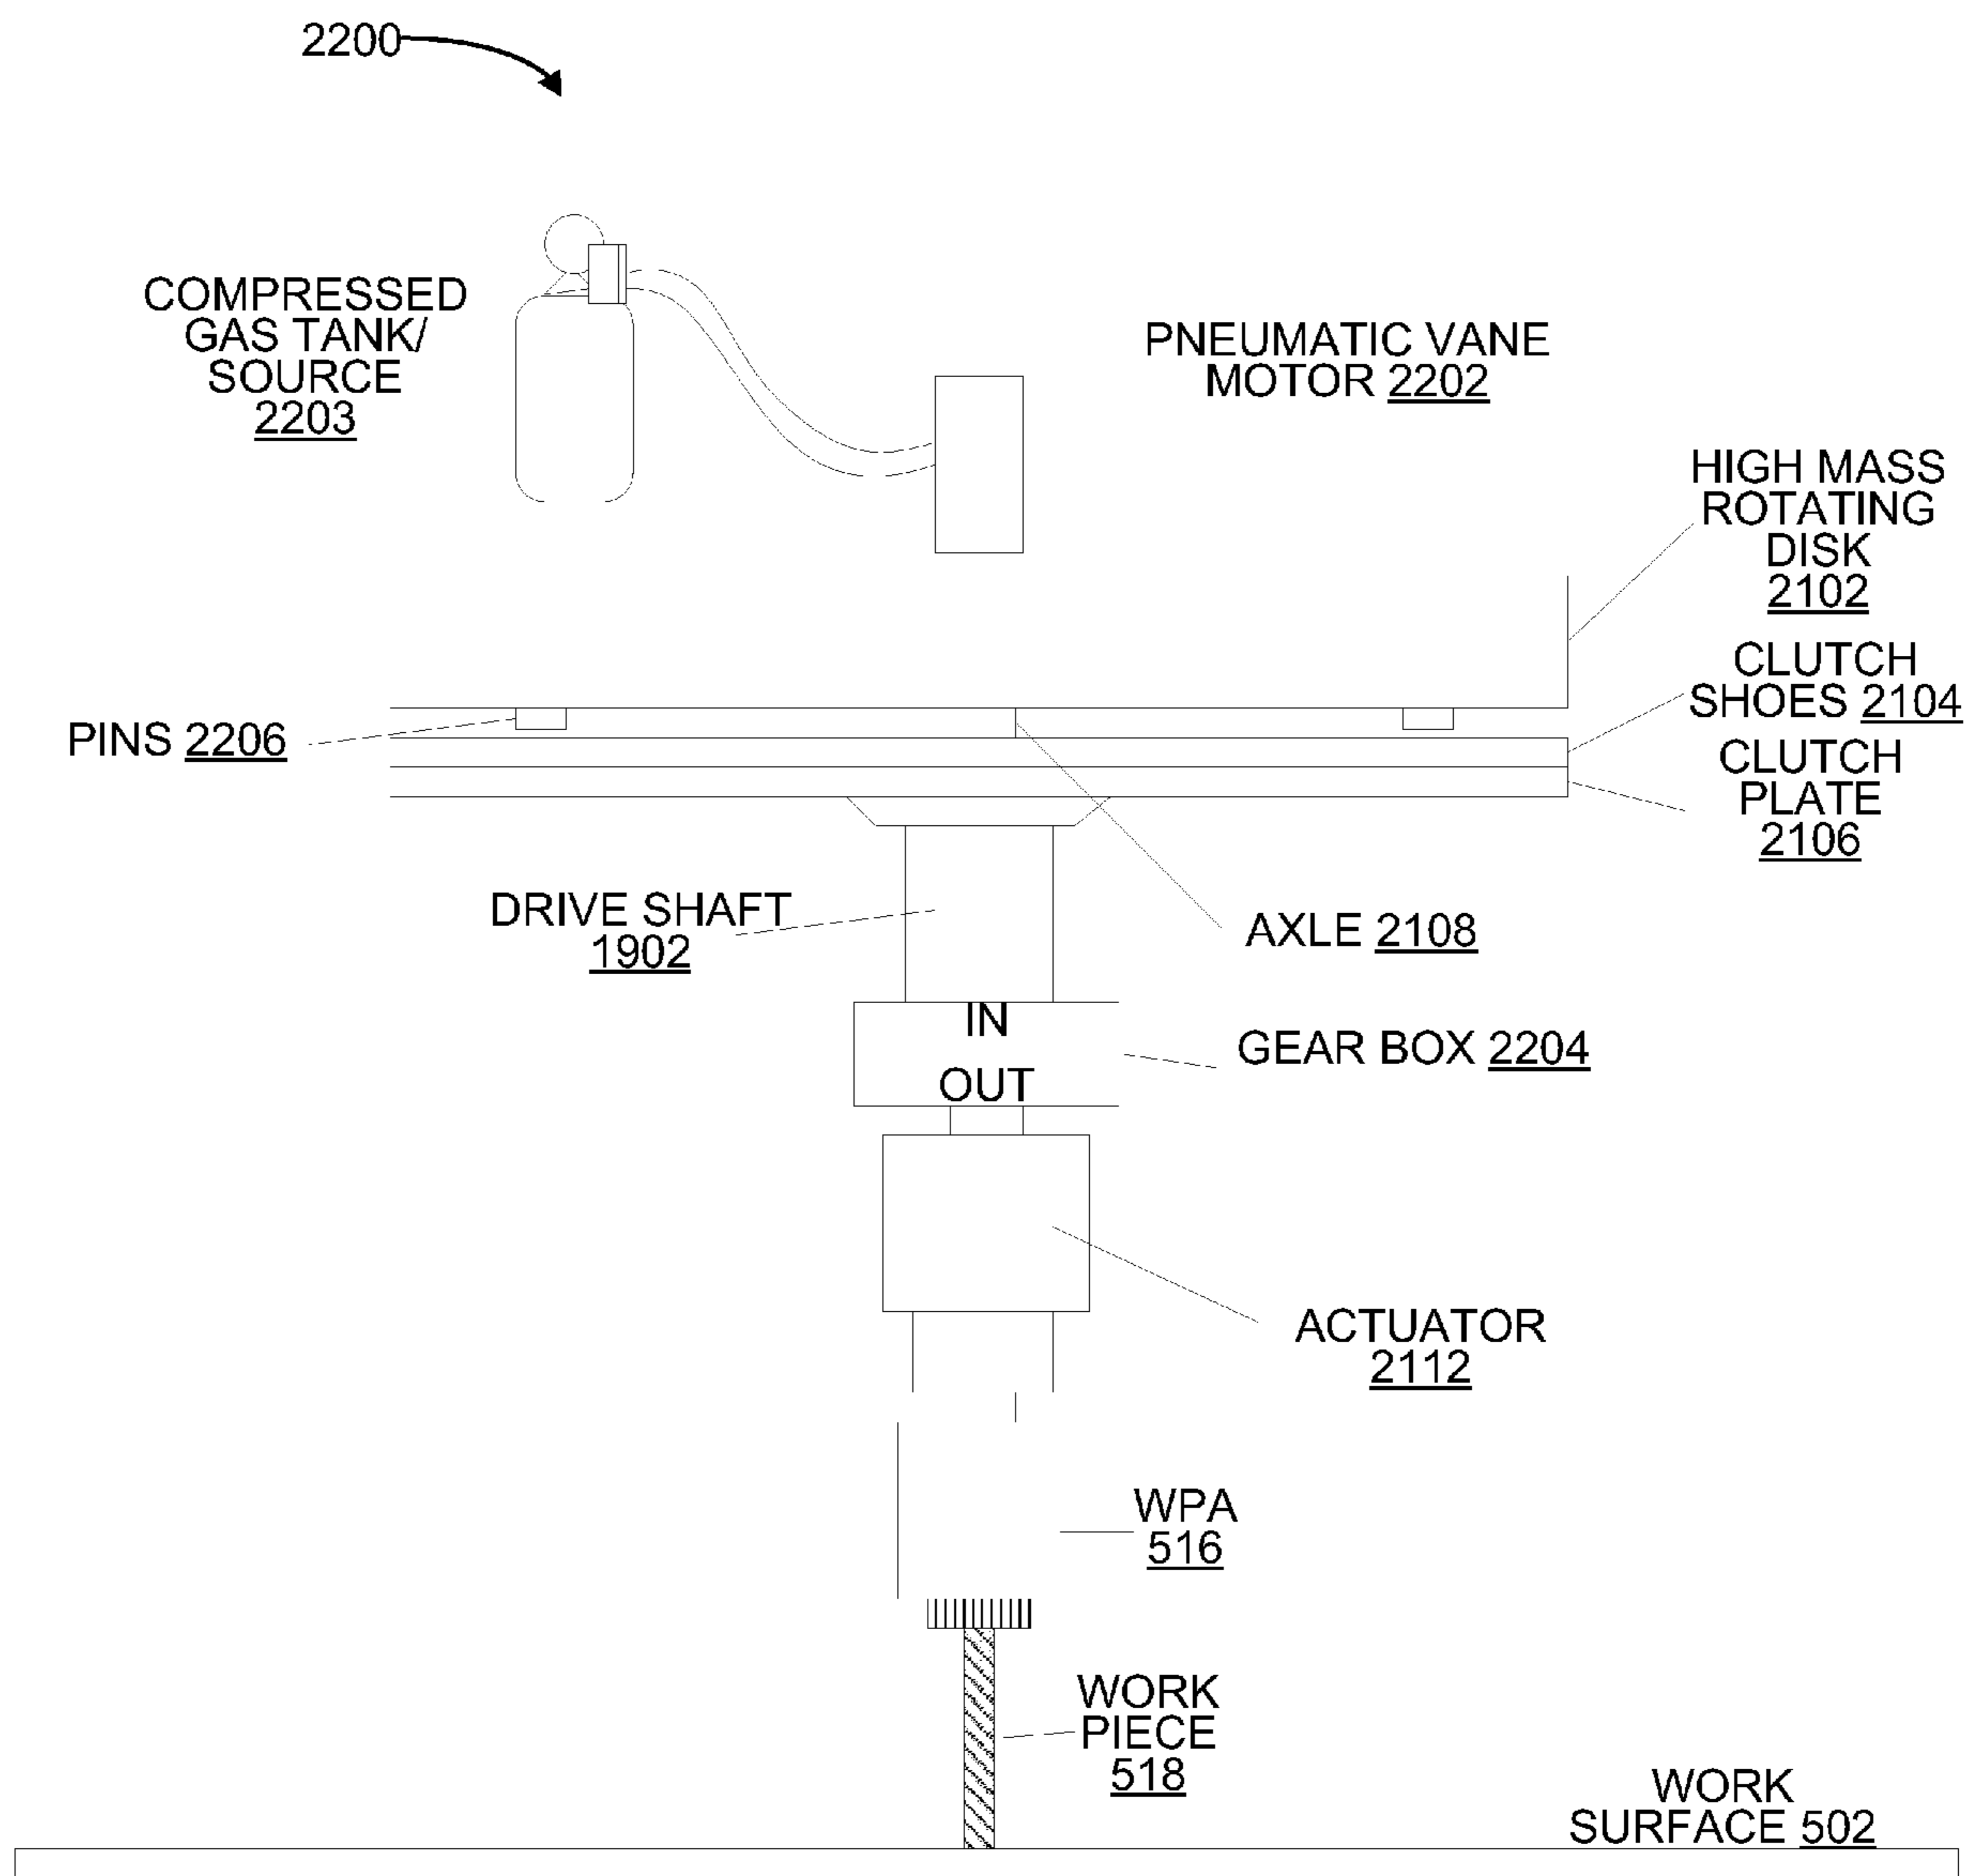 2200
COMPRESSED
GAS TANK/
SOURCE
2203
PNEUMATIC VANE
MOTOR 2202
HIGH MASS
ROTATING
DISK
2102
CLUTCH
SHOES 2104
PINS 2206
CLUTCH
PLATE
2106
DRIVE SHAFT
1902
AXLE 2108
IN
GEAR BOX 2204
OUT
ACTUATOR
2112
WPA
516
WORK
PIECE
518
WORK
SURFACE 502